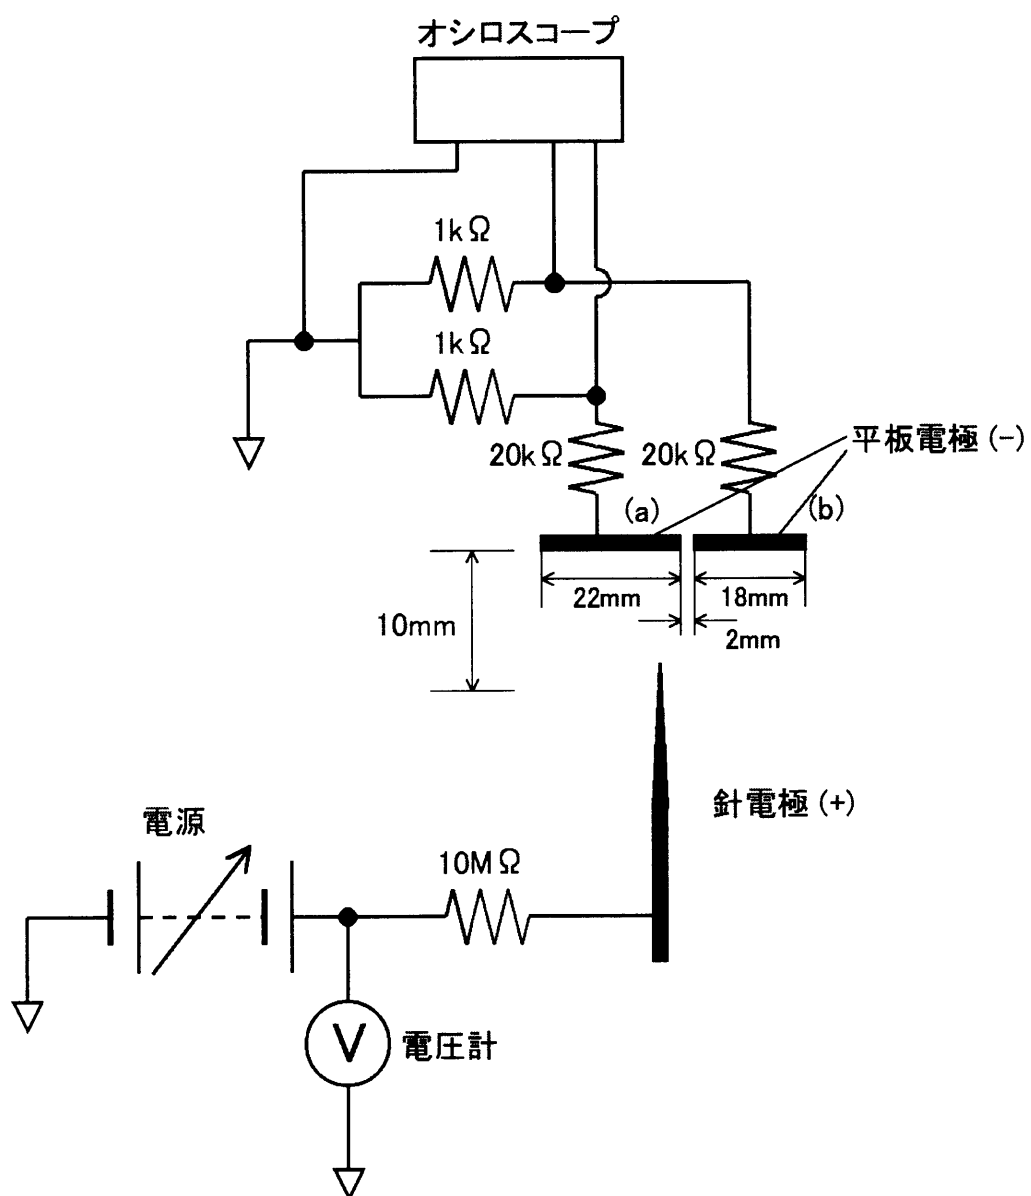 オシロスコープ
1kΩ
1kΩ
20kΩ
20kΩ
平板電極(-)
(a)
(b)
22mm
18mm
10mm
2mm
針電極(+)
電源
10MΩ
V
電圧計